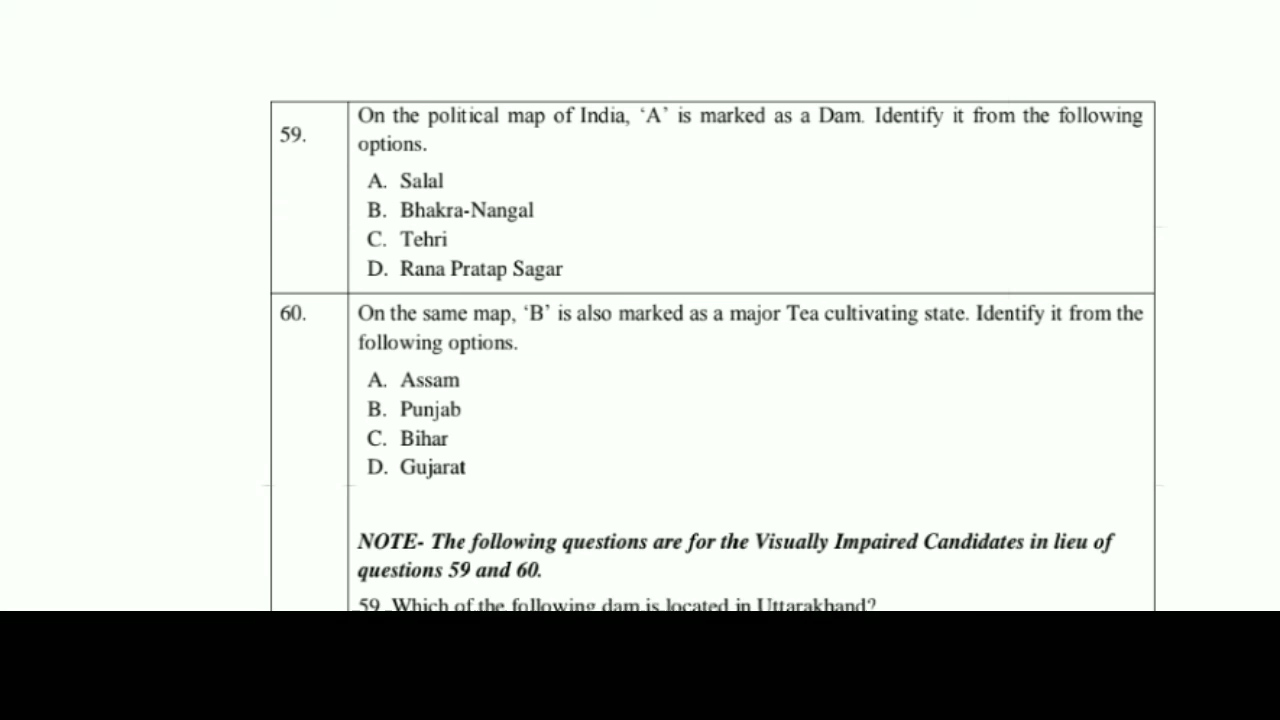 59.
On the political map of India, ‘A’ is marked as a Dam. Identify it from the following
options.
A. Salal
B. Bhakra-Nangal
C. Tehri
D. Rana Pratap Sagar
60.
On the same map, ‘B’ is also marked as a major Tea cultivating state. Identify it from the
following options.
A. Assam
B. Punjab
C. Bihar
D. Gujarat
NOTE- The following questions are for the Visually Impaired Candidates in lieu of
questions 59 and 60.
59. Which of the following dam is located in Uttarakhand?